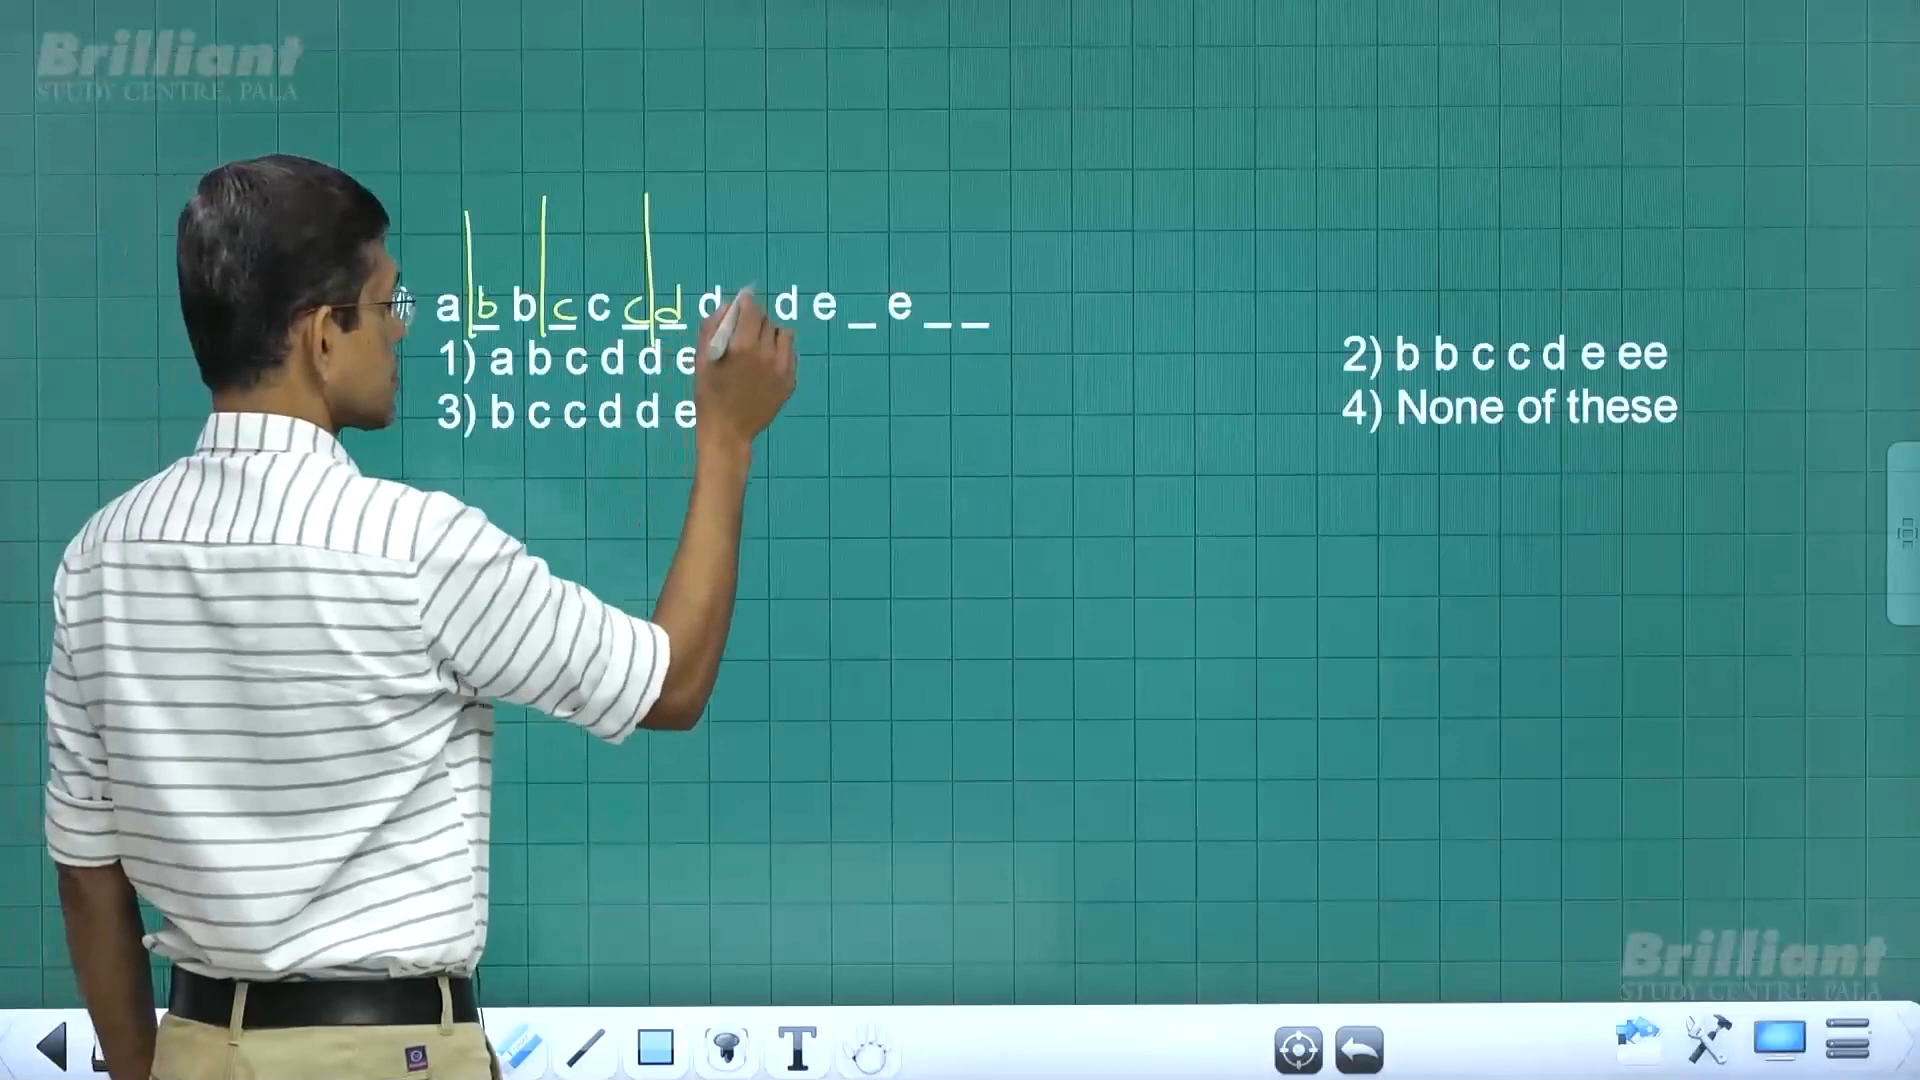 Brilliant
STUDY CENTRE, PALA
a b b c c c d d d e _ e _ _
1) a b c d d e
2) b b c c d e ee
3) b c c d d e
4) None of these
T
Brilliant
STUDY CENTRE, PALA